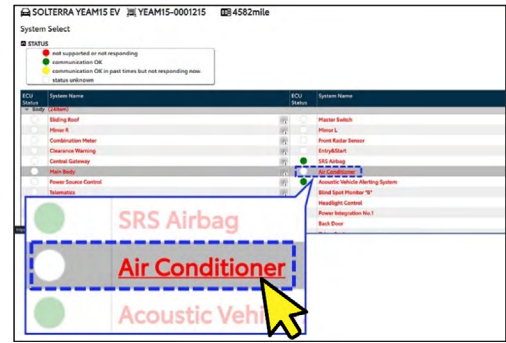 SOLTERRA YEAM15 EV YEAM15-0001215 4582mile
System Select
STATUS
not supported or not responding
communication OK
communication OK in past times but not responding now.
status unknown
ECU Status System Name ECU Status System Name
Body
Sliding Roof Master Switch
Mirror R Mirror L
Combination Meter Front Radar Sensor
Clearance Warning Entry&Start
Central Gateway SRS Airbag
Main Body Air Conditioner
Power Source Control Acoustic Vehicle Alerting System
Telematics Blind Spot Monitor "B"
Headlight Control
Power Integration No.1
Back Door
SRS Airbag
Air Conditioner
Acoustic Vehi